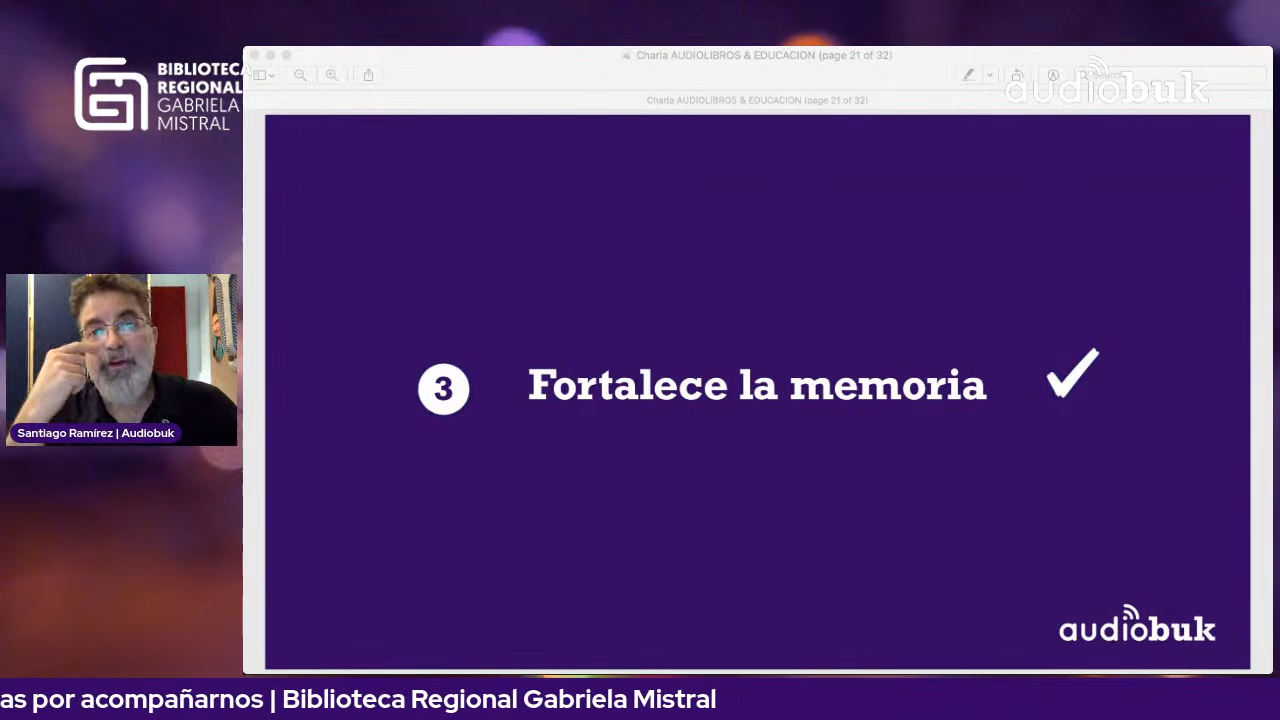 BIBLIOTECA
REGIONAL
GABRIELA
MISTRAL
Charla AUDIOLIBROS & EDUCACION (page 21 of 32)
audiobuk
Charla AUDIOLIBROS & EDUCACION (page 21 of 32)
3 Fortalece la memoria
Santiago Ramírez | Audiobuk
audiobuk
as por acompañarnos | Biblioteca Regional Gabriela Mistral